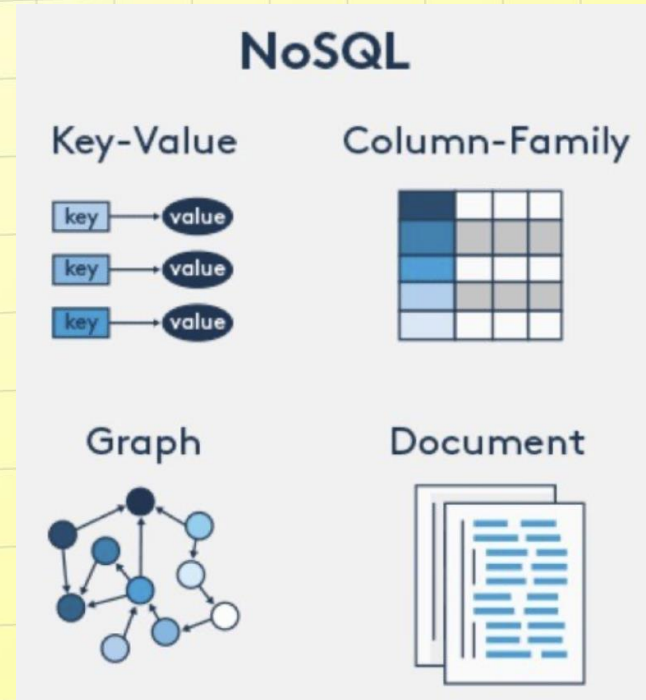 NoSQL
Key-Value
Column-Family
key
value
key
value
key
value
Graph
Document